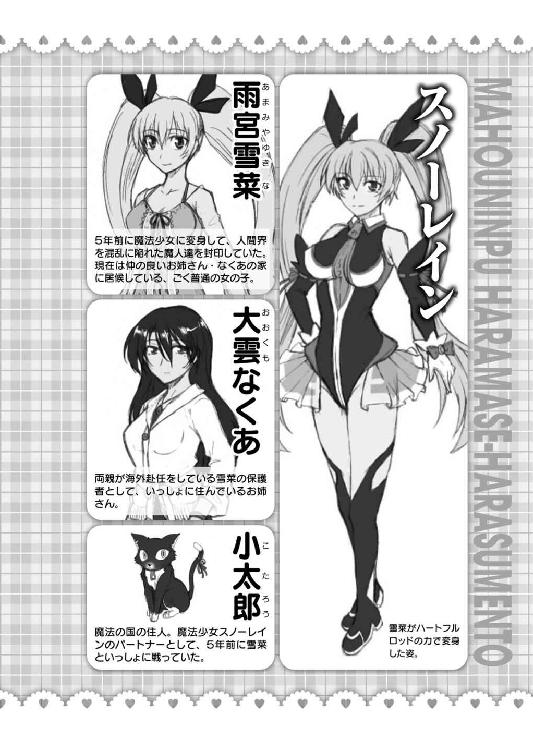 MAHOUNINPU HARAMASE-HARASUMENTO
スノーレイン
雪菜がハートフル
ロッドの力で変身
した姿。
雨宮雪菜
あまみやゆきな
5年前に魔法少女に変身して、人間界
を混乱に陥れた魔人達を封印していた。
現在は仲の良いお姉さん・なくあの家
に居候している、ごく普通の女の子。
大雲なくあ
おおくも
両親が海外赴任をしている雪菜の保護
者として、いっしょに住んでいるお姉
さん。
小太郎
こたろう
魔法の国の住人。魔法少女スノーレイ
ンのパートナーとして、5年前に雪菜
といっしょに戦っていた。